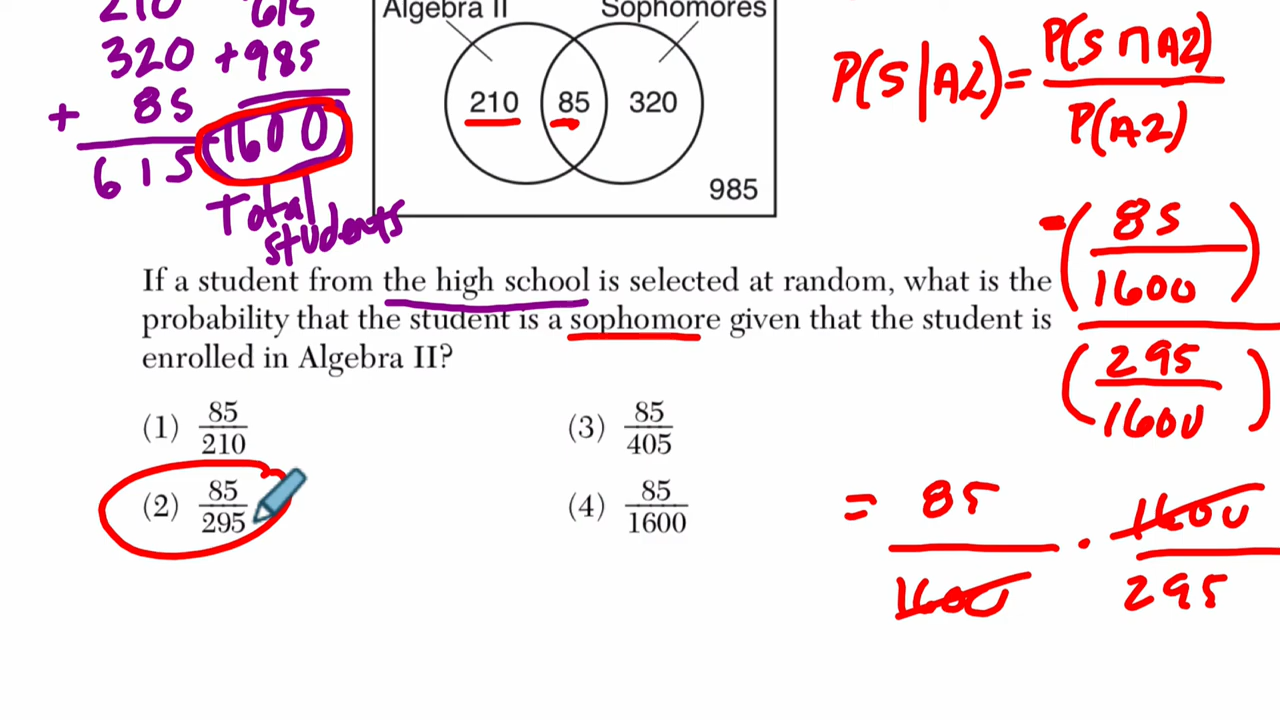 210 615
320 +985
+ 85 1600
615
Total
students
Algebra II Sophomores
210 85 320
985
P(S | A2) = P(S ∩ A2)
P(A2)
= (85
1600)
(295
1600)
If a student from the high school is selected at random, what is the
probability that the student is a sophomore given that the student is
enrolled in Algebra II?
(1) 85/210 (3) 85/405
(2) 85/295 (4) 85/1600
= 85/1600 · 1600/295